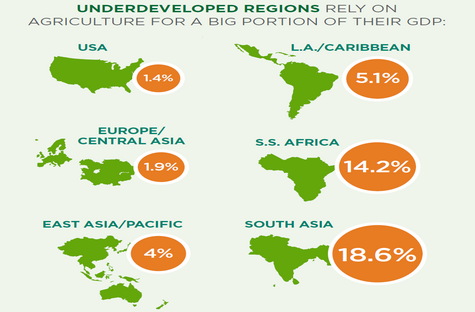 UNDERDEVELOPED REGIONS RELY ON
AGRICULTURE FOR A BIG PORTION OF THEIR GDP:
USA
1.4%
L.A./CARIBBEAN
5.1%
EUROPE/
CENTRAL ASIA
1.9%
S.S. AFRICA
14.2%
EAST ASIA/PACIFIC
4%
SOUTH ASIA
18.6%